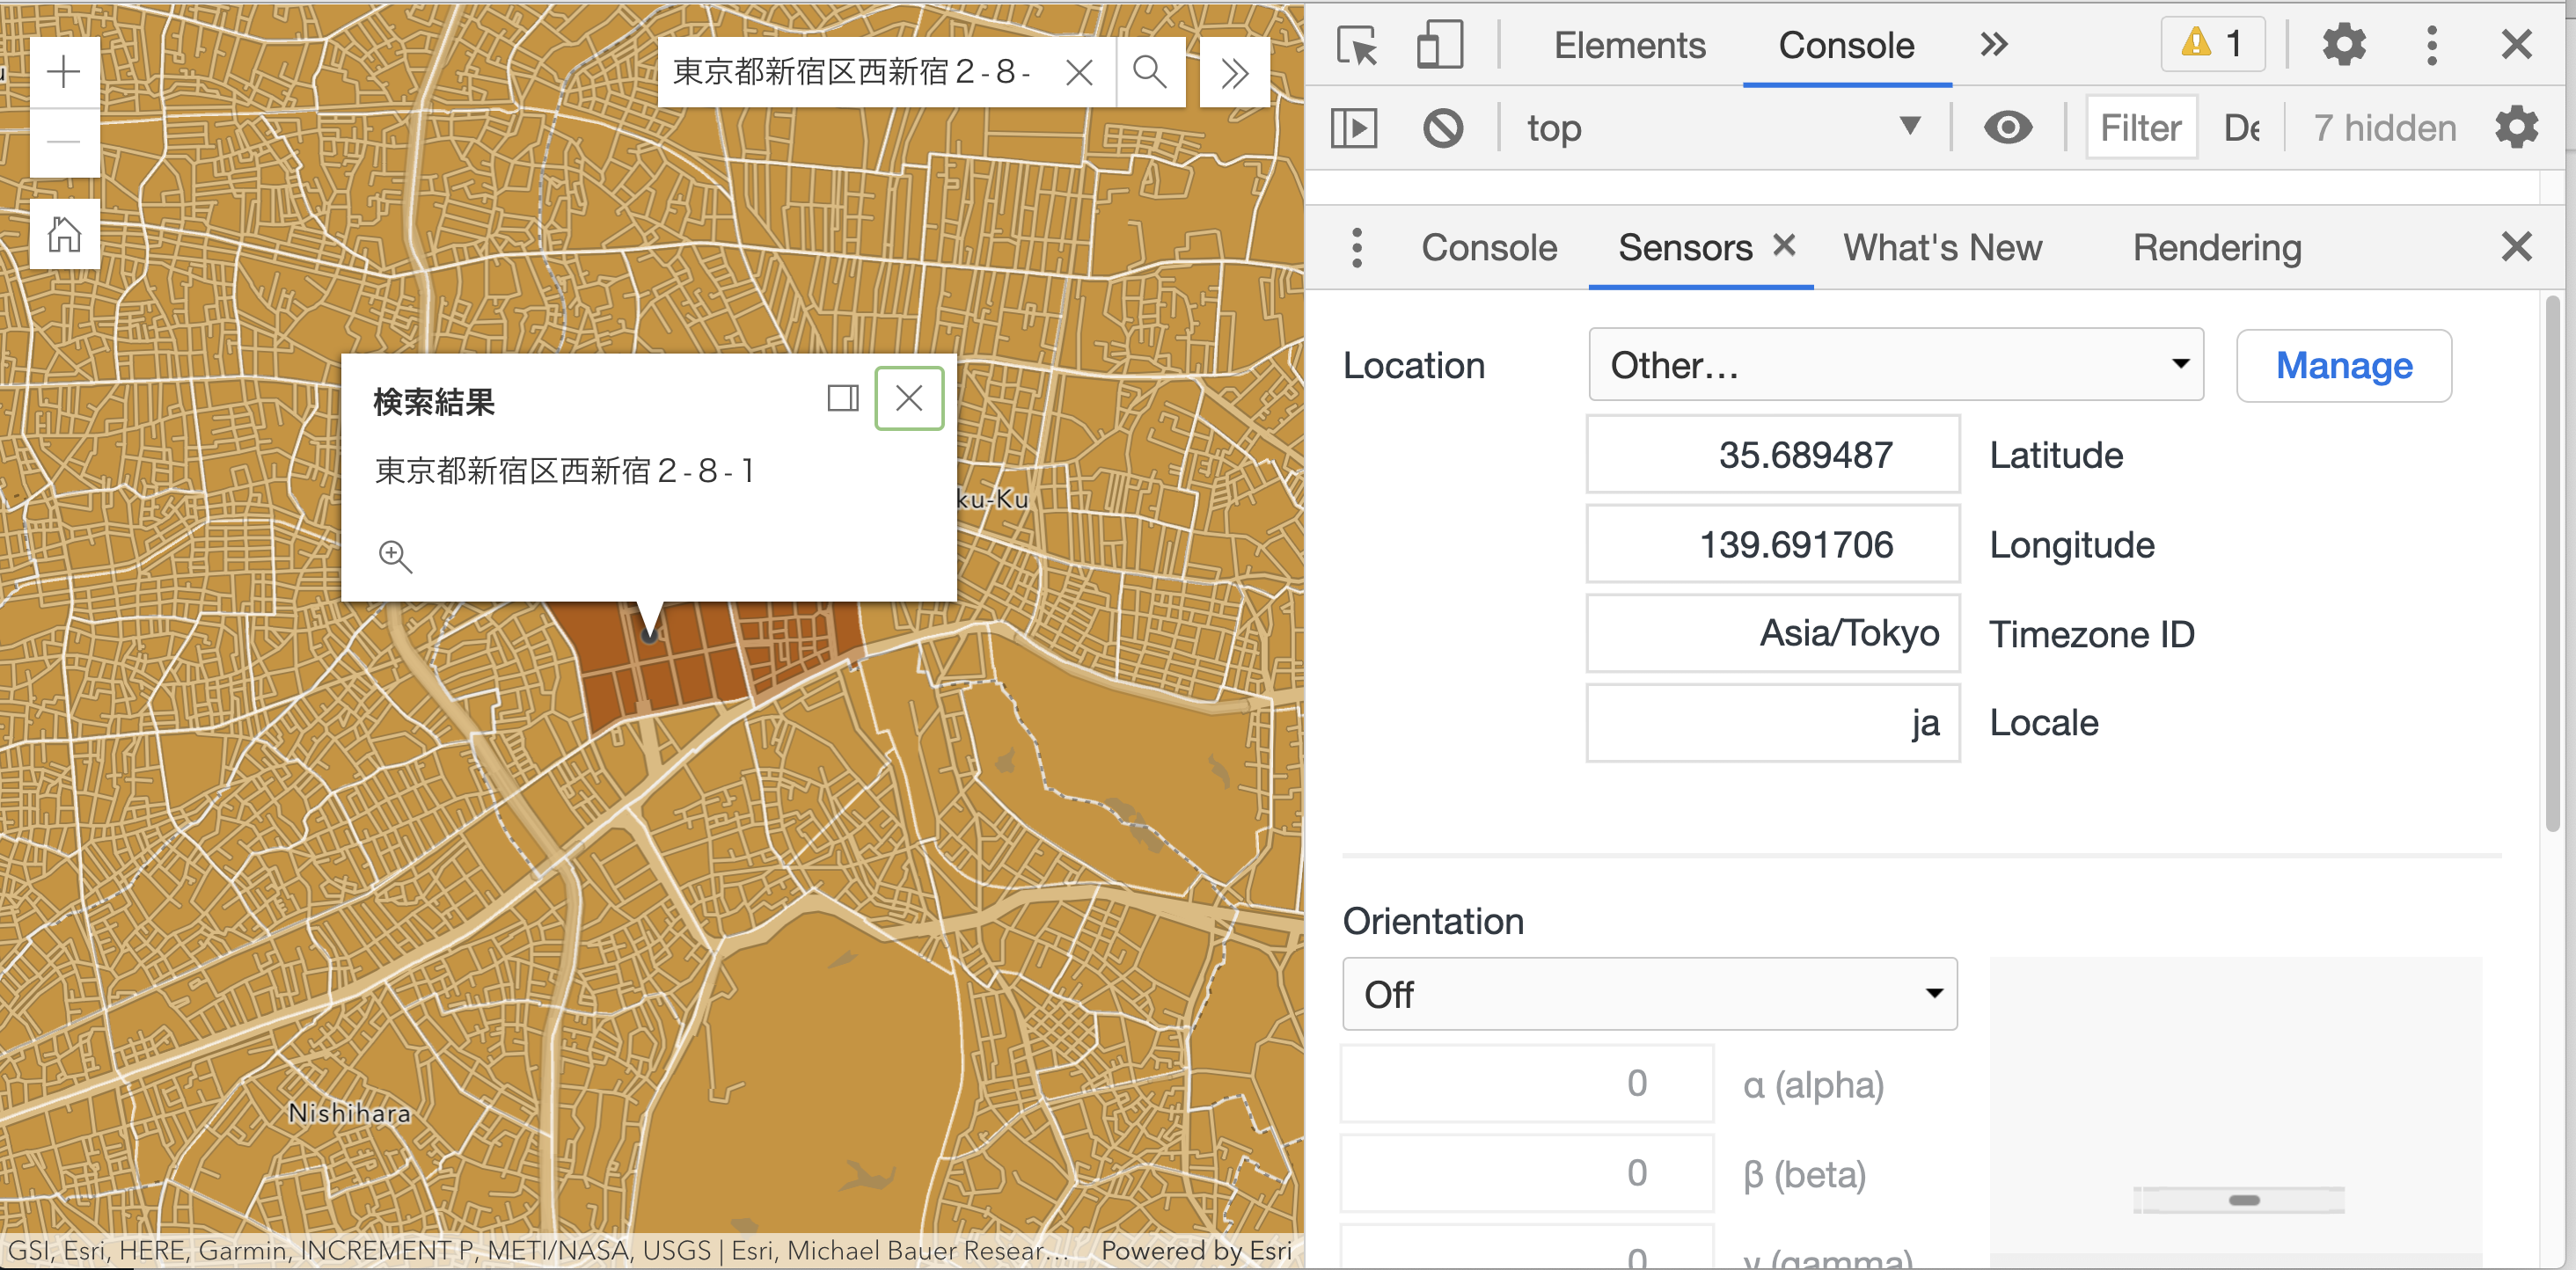 東京都新宿区西新宿２-８-
検索結果
東京都新宿区西新宿２-８-１
ku-Ku
Nishihara
GSI, Esri, HERE, Garmin, INCREMENT P, METI/NASA, USGS | Esri, Michael Bauer Resear... Powered by Esri
Elements Console 1
top Filter De 7 hidden
Console Sensors What's New Rendering
Location Other... Manage
35.689487 Latitude
139.691706 Longitude
Asia/Tokyo Timezone ID
ja Locale
Orientation
Off
0 α (alpha)
0 β (beta)
0 γ (gamma)